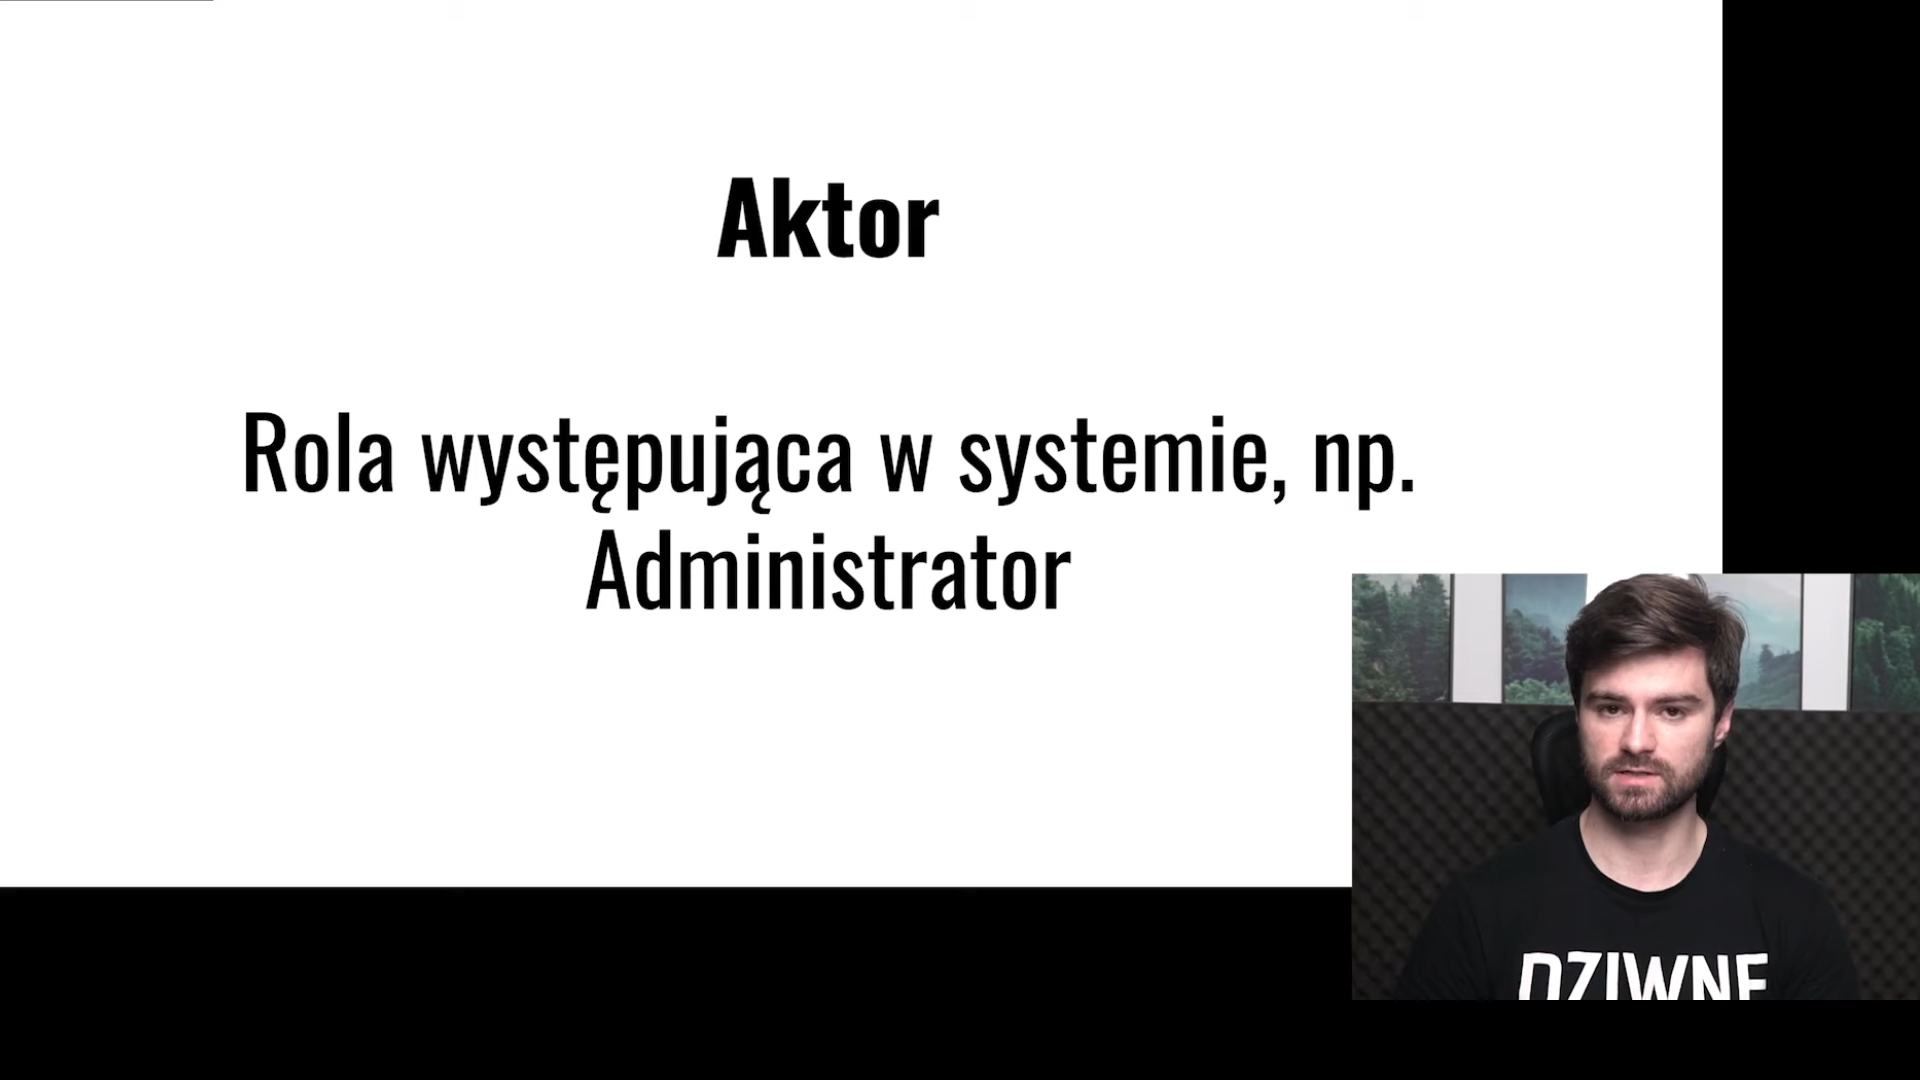 Aktor
Rola występująca w systemie, np.
Administrator
DZIWNE